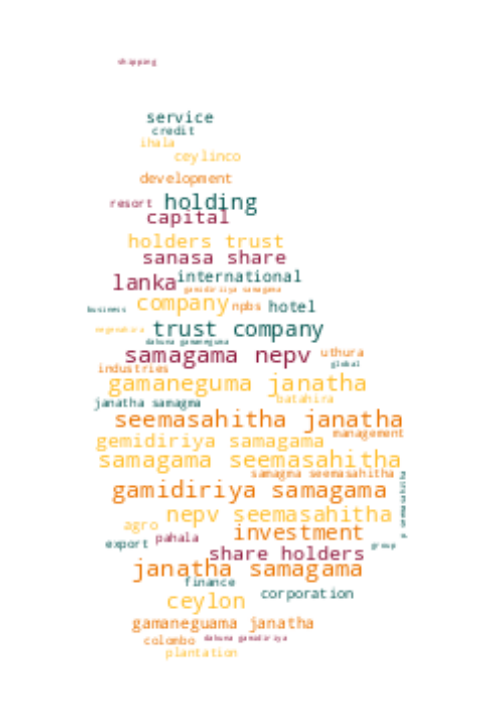 shipping
service
credit
ihala
ceylinco
development
resort holding
capital
holders trust
sanasa share
lanka international
gamidiriya samagama
company npbs hotel
business
negenahira trust company
dakuna gamaneguma
samagama nepv uthura
industries global
gamaneguma janatha
janatha samagma batahira
seemasahitha janatha
gemidiriya samagama management
samagama seemasahitha
samagma seemasahitha
gamidiriya samagama
p seemasahitha
nepv seemasahitha
agro investment
export pahala group
share holders
janatha samagama
finance
ceylon corporation
gamaneguama janatha
colombo dakuna gamidiriya
plantation